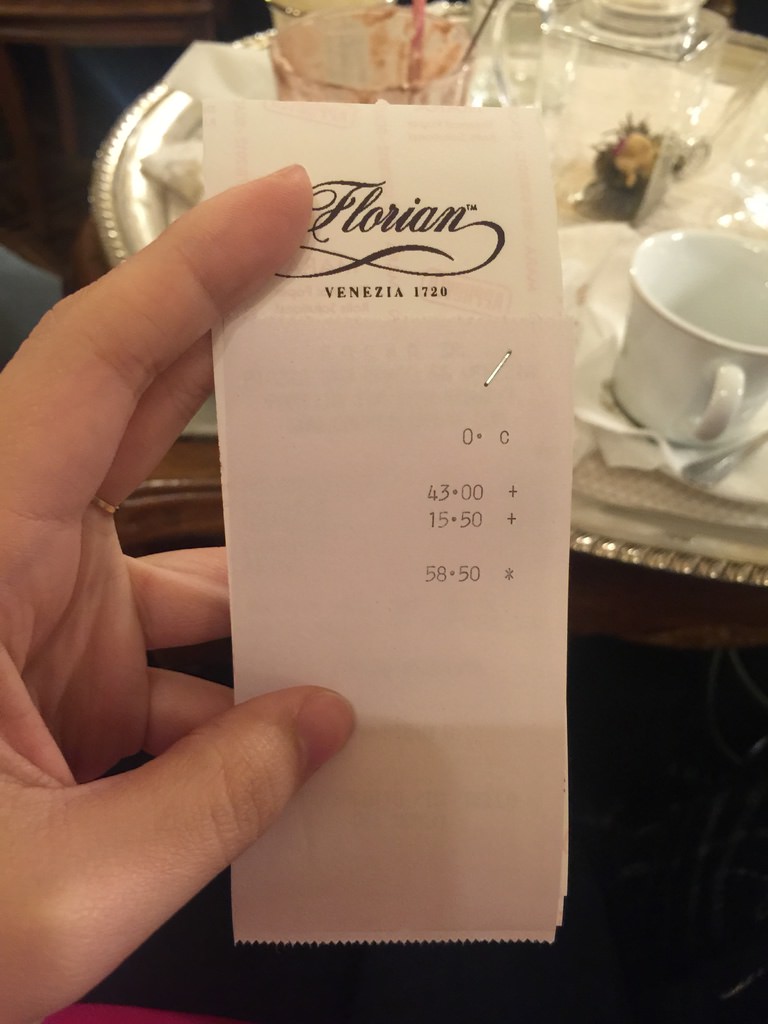 Florian™
VENEZIA 1720
0• C
43•00 +
15•50 +
58•50 *